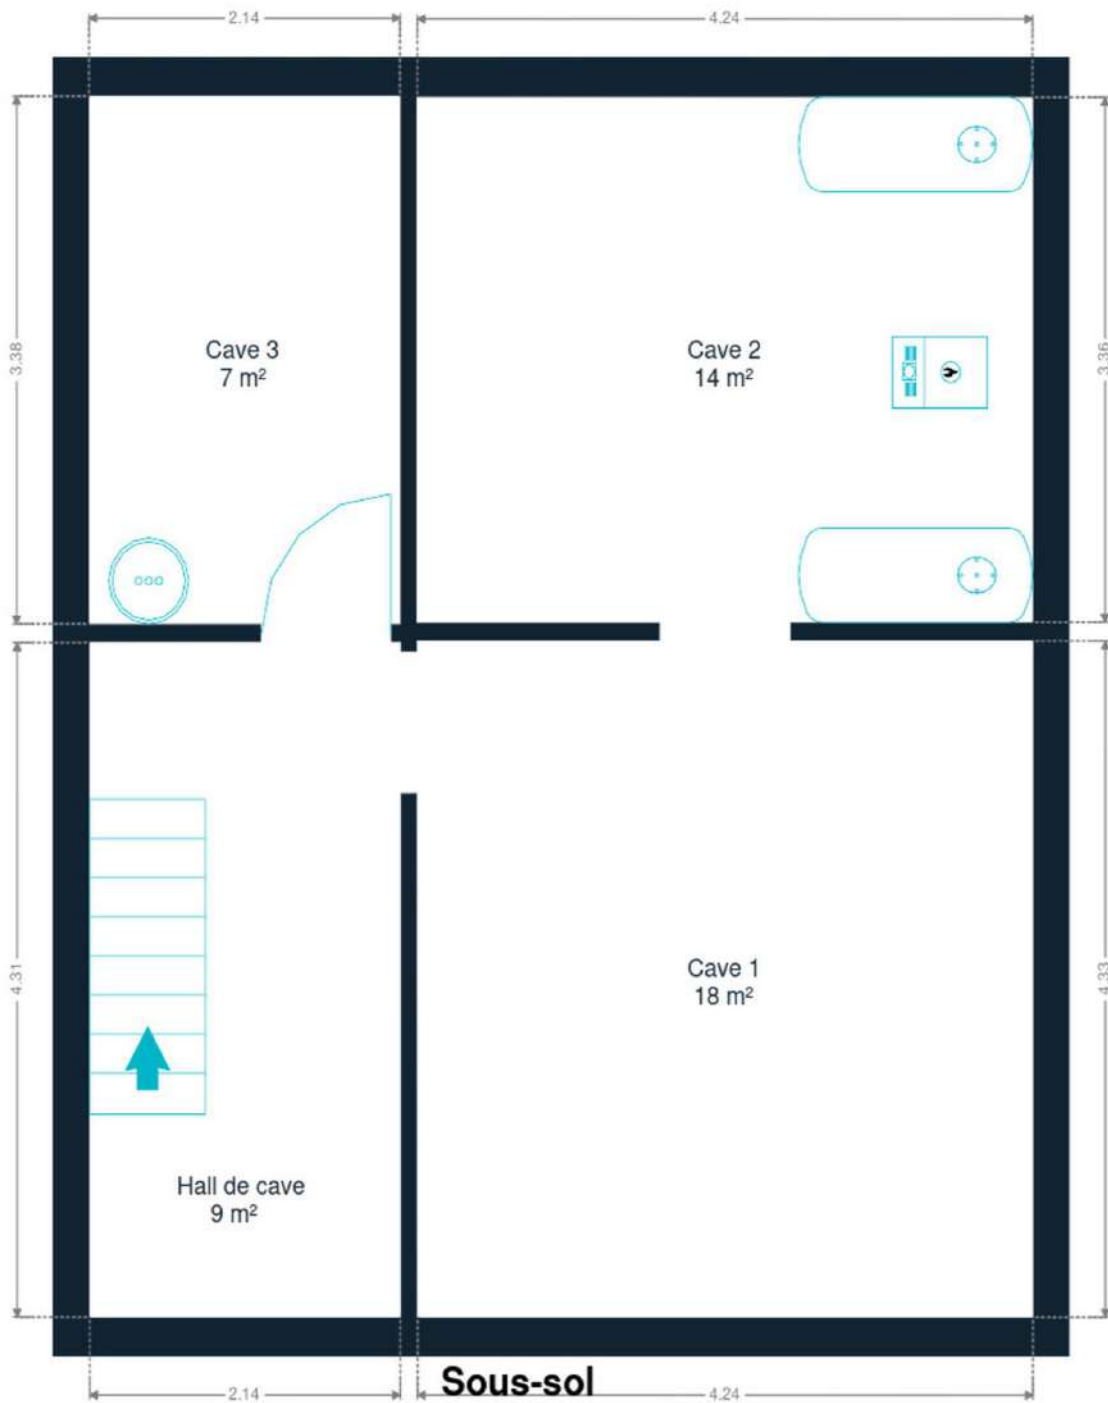 2.14
4.24
3.38
3.36
Cave 3
7 m²
Cave 2
14 m²
4.31
4.33
Cave 1
18 m²
Hall de cave
9 m²
Sous-sol
2.14
4.24